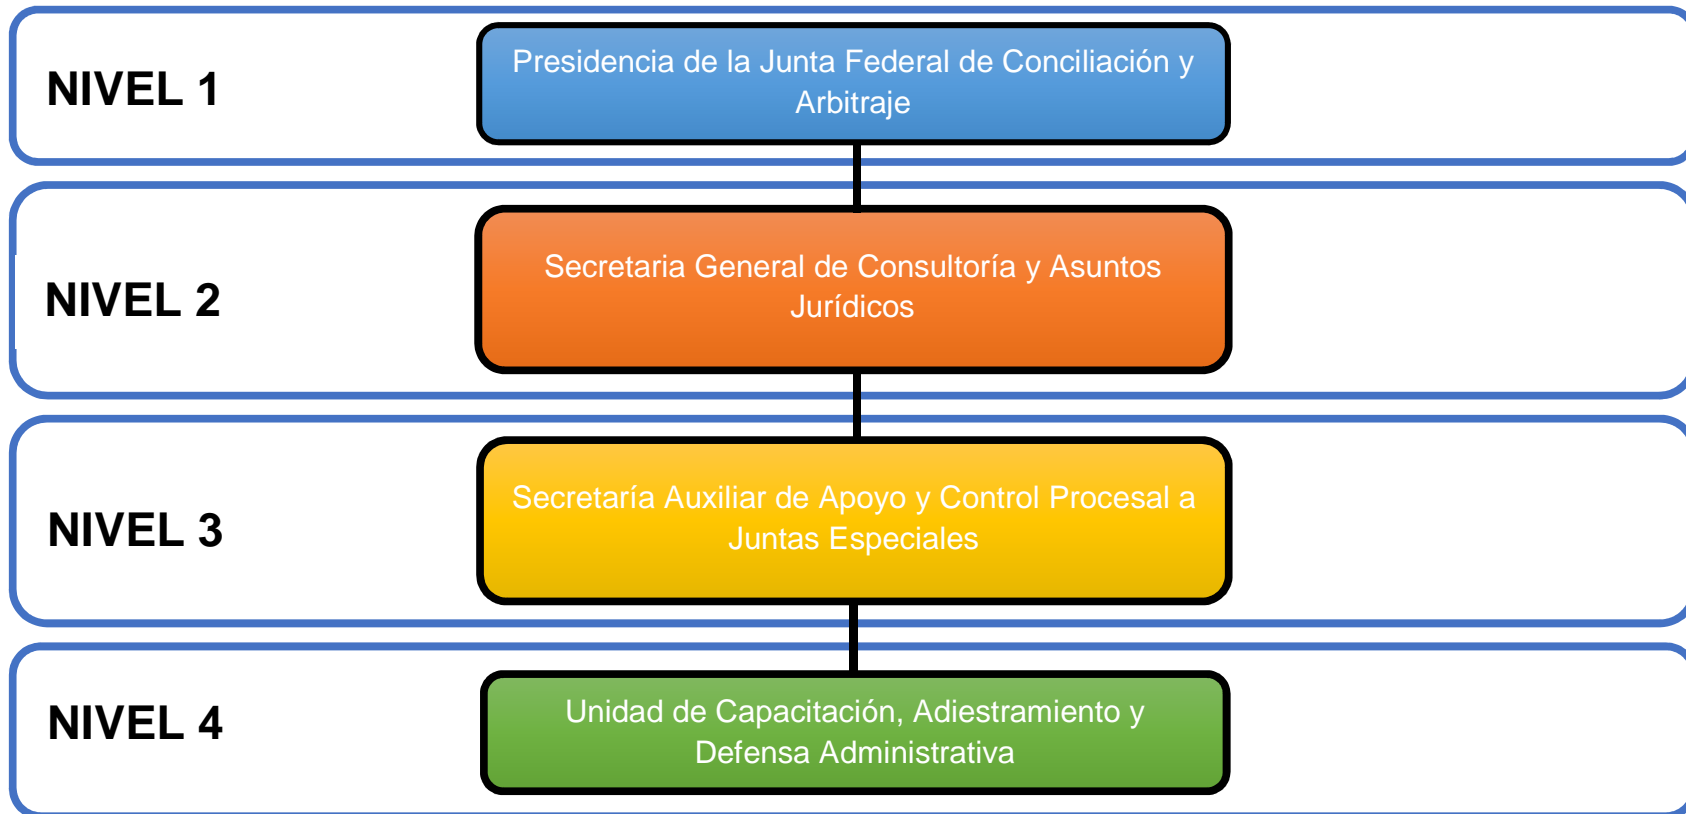 NIVEL 1
Presidencia de la Junta Federal de Conciliación y
Arbitraje
NIVEL 2
Secretaria General de Consultoría y Asuntos
Jurídicos
NIVEL 3
Secretaría Auxiliar de Apoyo y Control Procesal a
Juntas Especiales
NIVEL 4
Unidad de Capacitación, Adiestramiento y
Defensa Administrativa